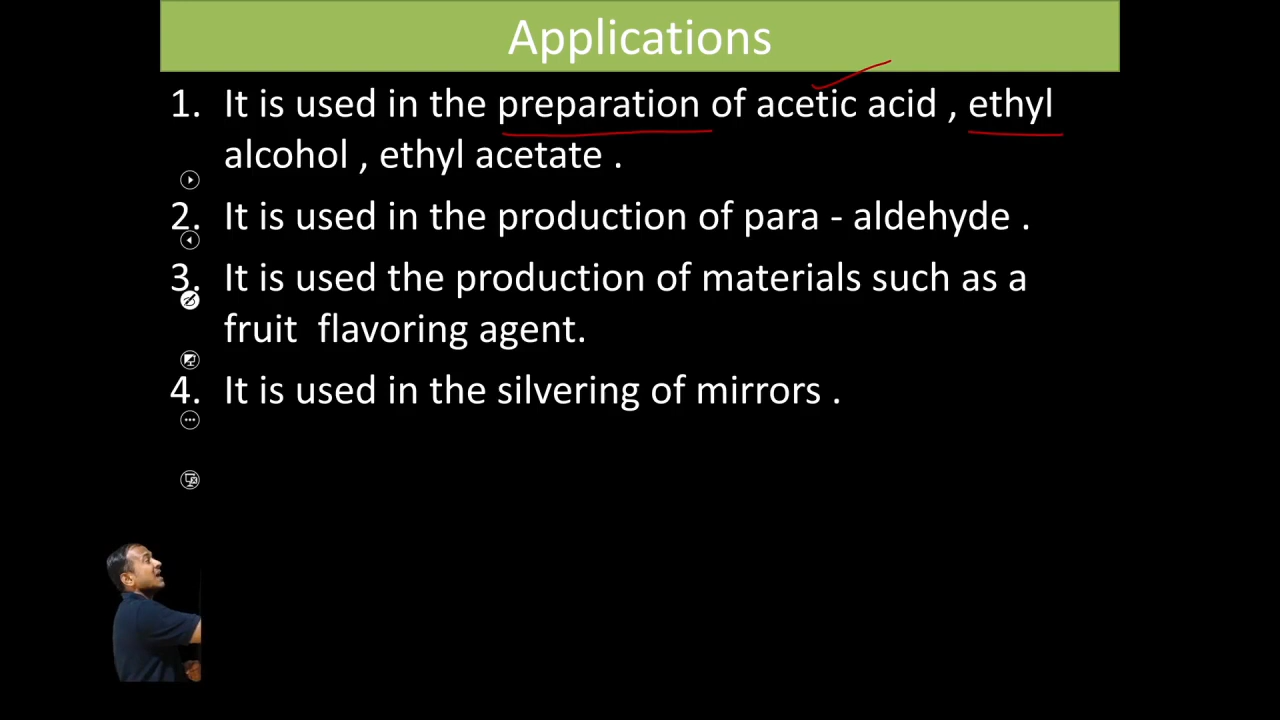 Applications
1. It is used in the preparation of acetic acid , ethyl
alcohol , ethyl acetate .
2. It is used in the production of para - aldehyde .
3. It is used the production of materials such as a
fruit flavoring agent.
4. It is used in the silvering of mirrors .